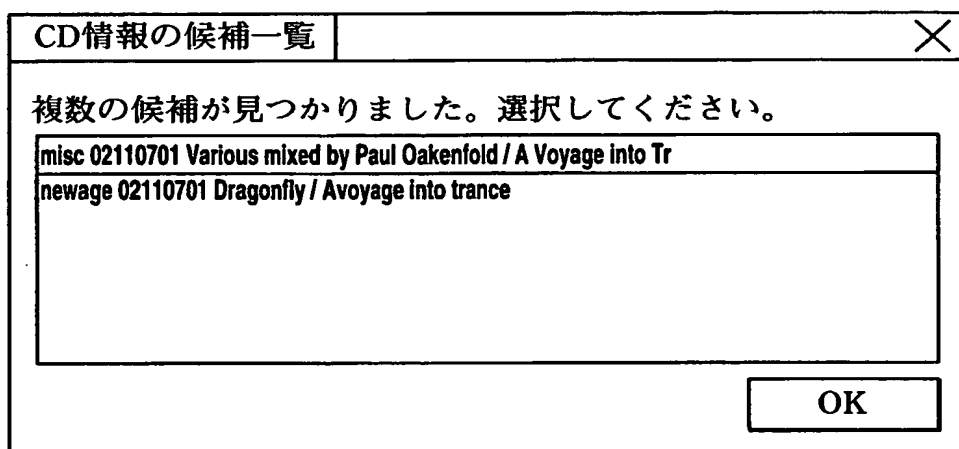 CD情報の候補一覧
複数の候補が見つかりました。選択してください。
misc 02110701 Various mixed by Paul Oakenfold / A Voyage into Tr
newage 02110701 Dragonfly / Avoyage into trance
OK